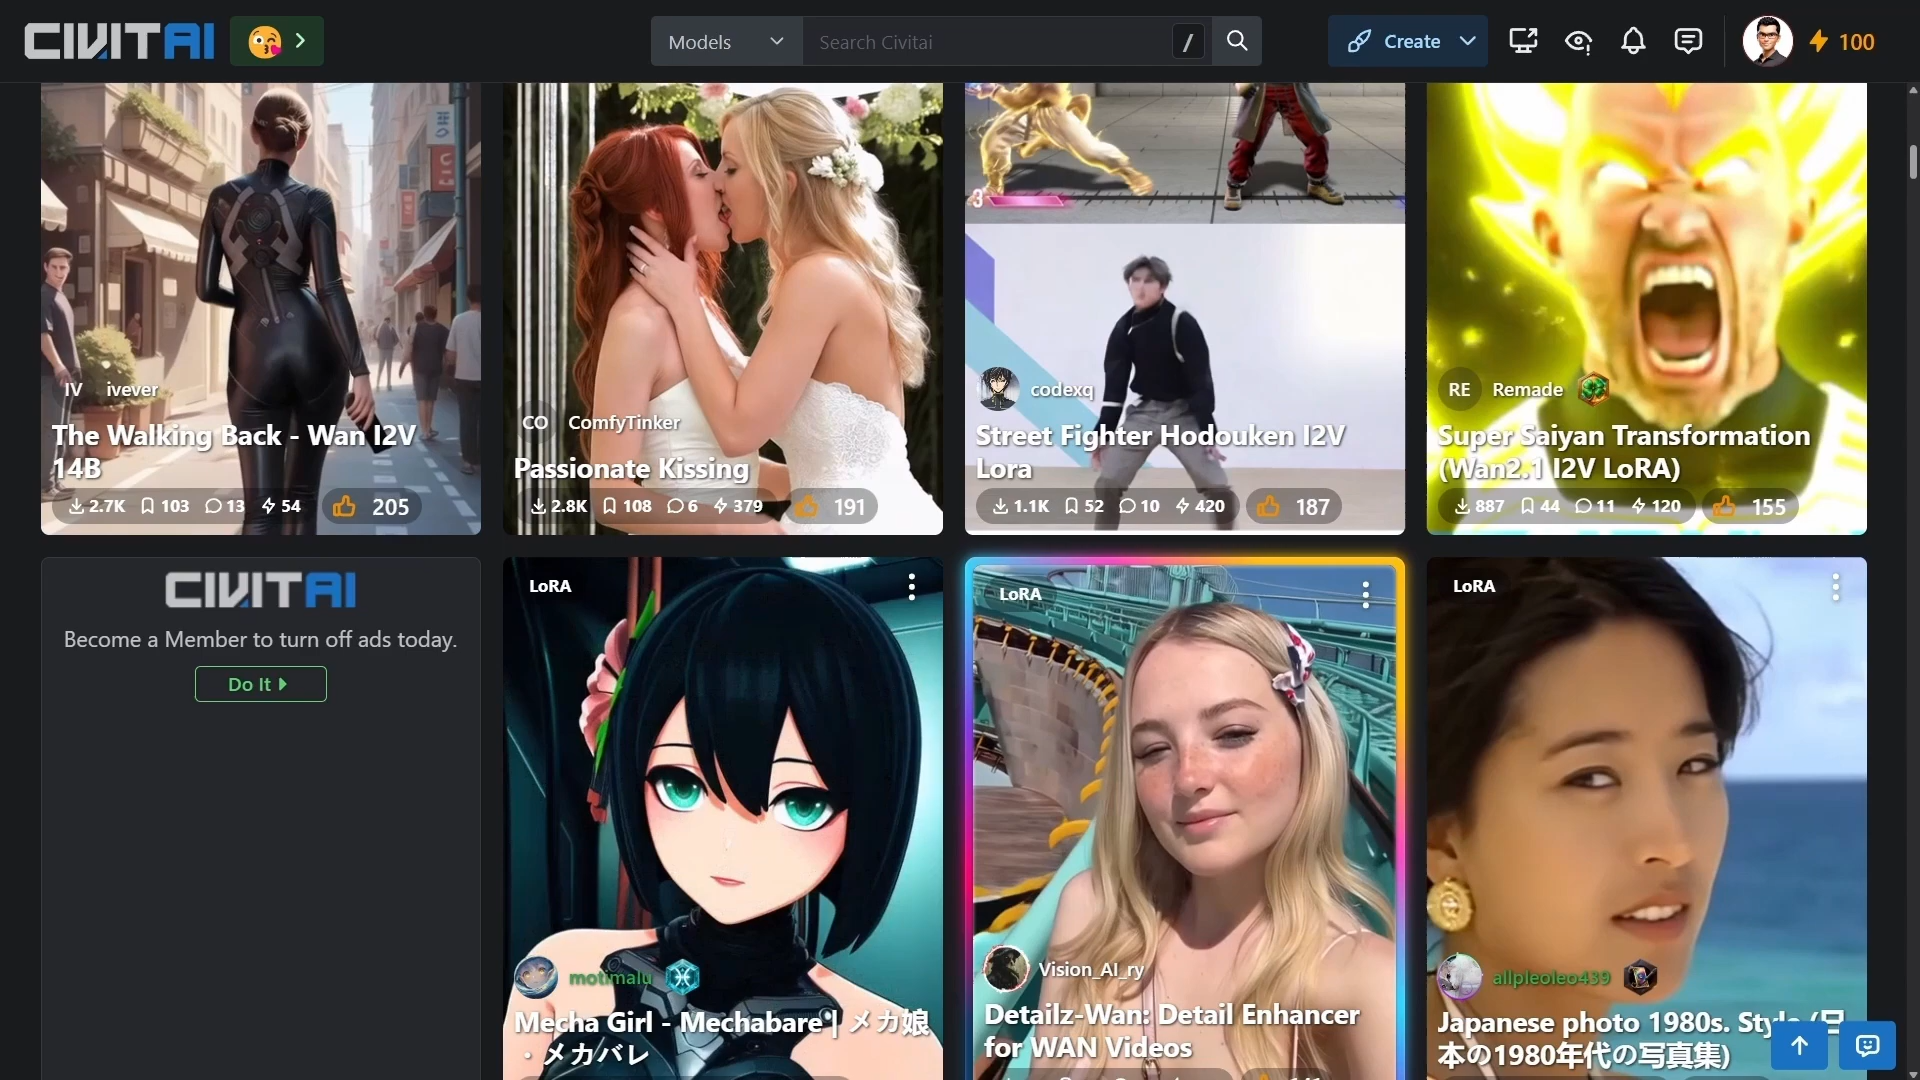 CIVITAI
Models
Search Civitai
/
Create
100
IV ivever
The Walking Back - Wan I2V
14B
2.7K 103 13 54 205
CO ComfyTinker
Passionate Kissing
2.8K 108 6 379 191
codexq
Street Fighter Hodouken I2V
Lora
1.1K 52 10 420 187
RE Remade
Super Saiyan Transformation
(Wan2.1 I2V LoRA)
887 44 11 120 155
CIVITAI
Become a Member to turn off ads today.
Do It
LoRA
motimalu
Mecha Girl - Mechabare | メカ娘
・メカバレ
LoRA
Vision_AI_ry
Detailz-Wan: Detail Enhancer
for WAN Videos
LoRA
allpleoleo439
Japanese photo 1980s. Style (日
本の1980年代の写真集)